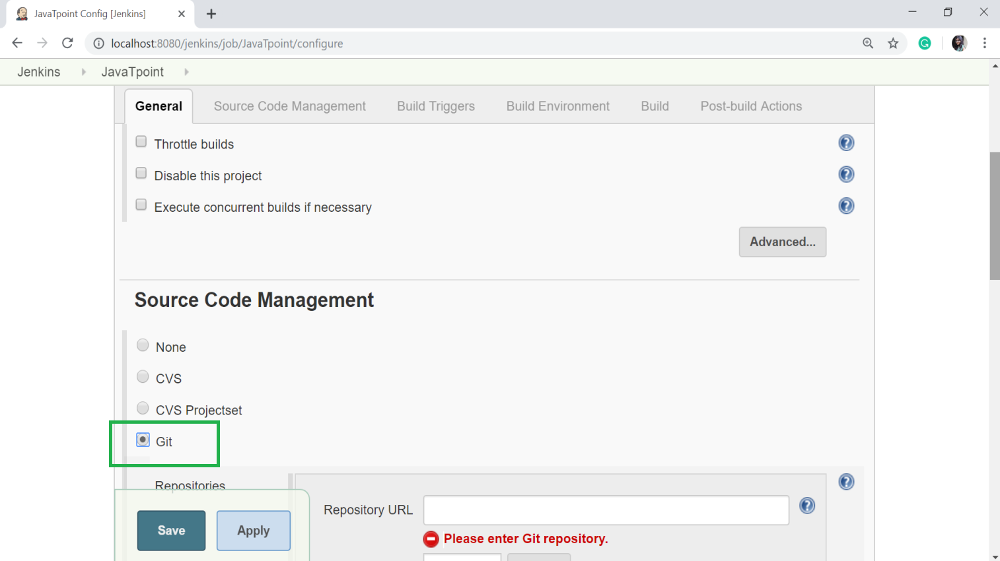 JavaTpoint Config [Jenkins]
localhost:8080/jenkins/job/JavaTpoint/configure
Jenkins JavaTpoint
General Source Code Management Build Triggers Build Environment Build Post-build Actions
Throttle builds
Disable this project
Execute concurrent builds if necessary
Advanced...
Source Code Management
None
CVS
CVS Projectset
Git
Repositories
Repository URL
Please enter Git repository.
Save Apply